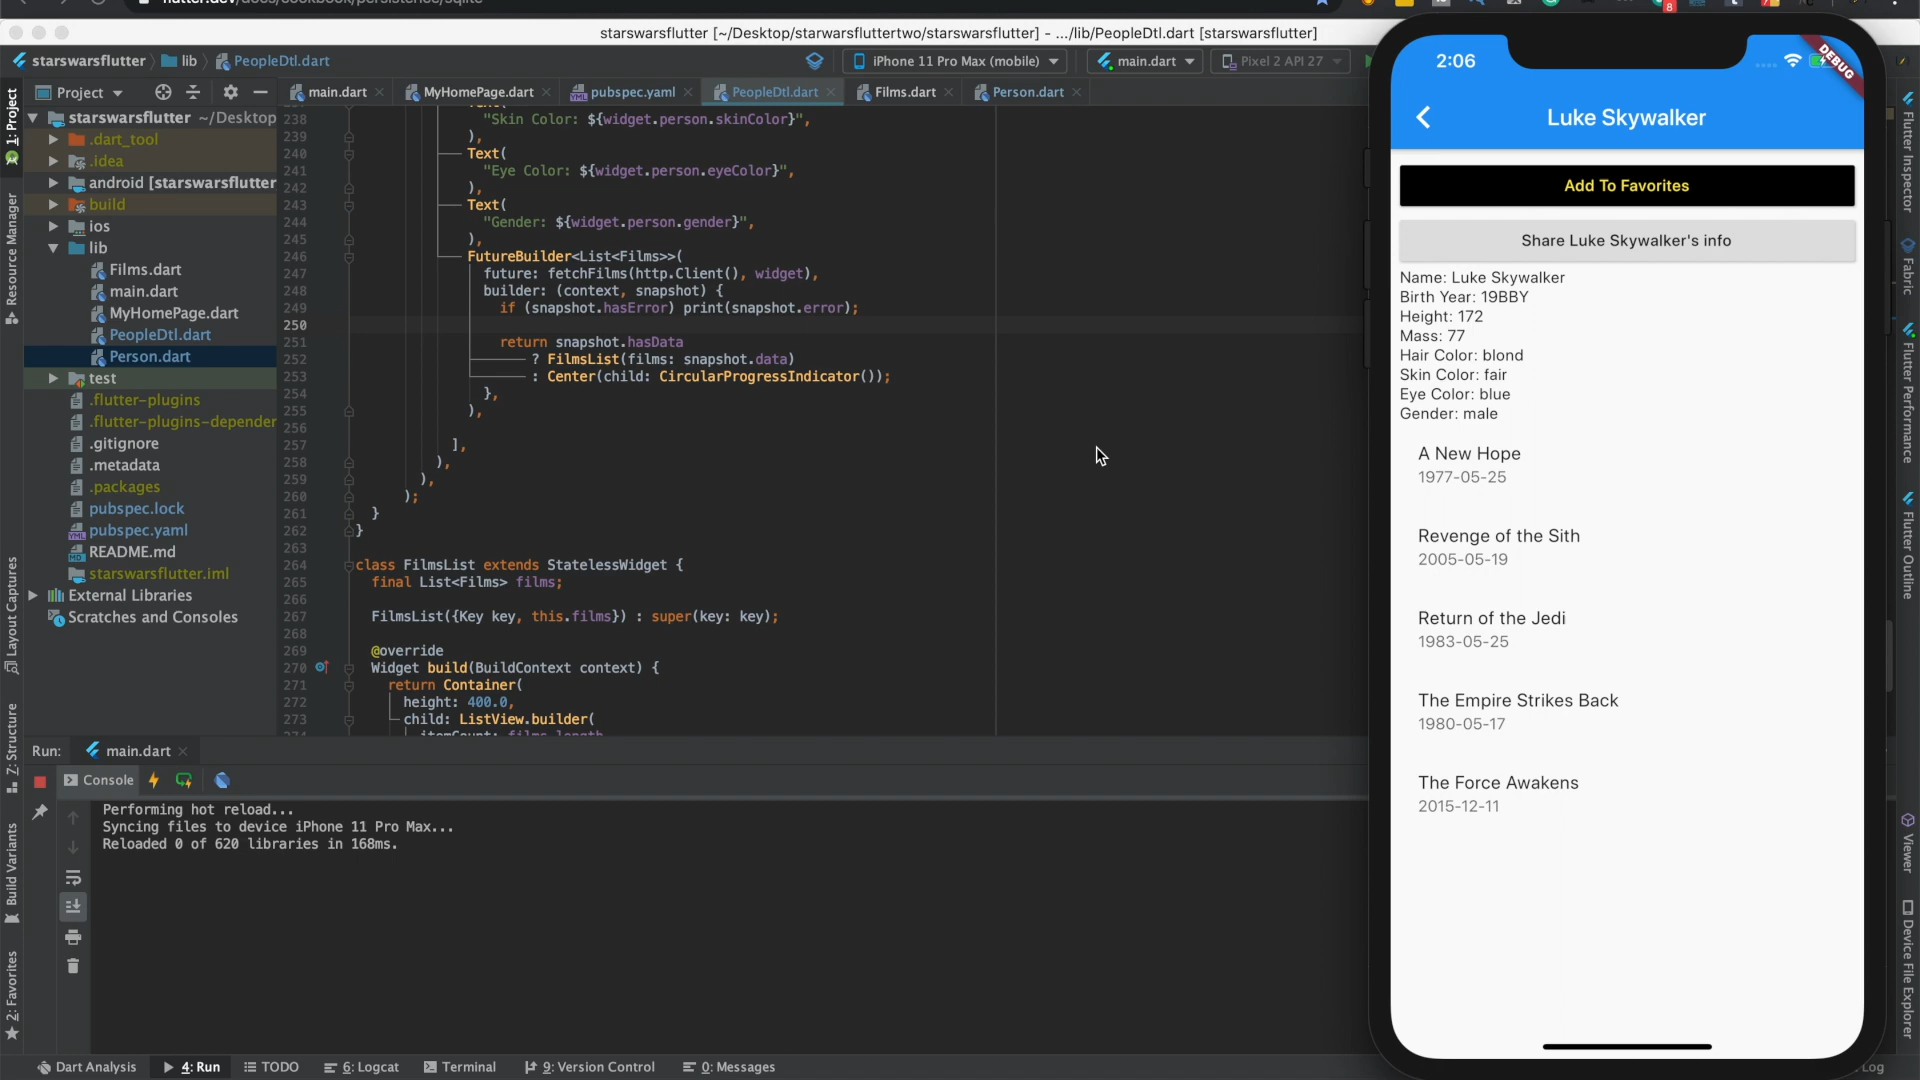 flutter.dev/docs/cookbook/persistence/sqlite
8
starswarsflutter [~/Desktop/starwarsfluttertwo/starswarsflutter] - .../lib/PeopleDtl.dart [starswarsflutter]
starswarsflutter
lib
PeopleDtl.dart
iPhone 11 Pro Max (mobile)
main.dart
Pixel 2 API 27
Project
main.dart
MyHomePage.dart
pubspec.yaml
PeopleDtl.dart
Films.dart
Person.dart
1: Project
Resource Manager
Layout Captures
Z: Structure
Build Variants
2: Favorites
starswarsflutter ~/Desktop
.dart_tool
.idea
android [starswarsflutter
build
ios
lib
Films.dart
main.dart
MyHomePage.dart
PeopleDtl.dart
Person.dart
test
.flutter-plugins
.flutter-plugins-depender
.gitignore
.metadata
.packages
pubspec.lock
pubspec.yaml
README.md
starswarsflutter.iml
External Libraries
Scratches and Consoles
238 "Skin Color: ${widget.person.skinColor}",
239 ),
240 Text(
241 "Eye Color: ${widget.person.eyeColor}",
242 ),
243 Text(
244 "Gender: ${widget.person.gender}",
245 ),
246 FutureBuilder<List<Films>>(
247 future: fetchFilms(http.Client(), widget),
248 builder: (context, snapshot) {
249 if (snapshot.hasError) print(snapshot.error);
250
251 return snapshot.hasData
252 ? FilmsList(films: snapshot.data)
253 : Center(child: CircularProgressIndicator());
254 },
255 ),
256
257 ],
258 ),
259 ),
260 );
261 }
262 }
263
264 class FilmsList extends StatelessWidget {
265 final List<Films> films;
266
267 FilmsList({Key key, this.films}) : super(key: key);
268
269 @override
270 Widget build(BuildContext context) {
271 return Container(
272 height: 400.0,
273 child: ListView.builder(
274 itemCount: films.length
Run:
main.dart
Console
Performing hot reload...
Syncing files to device iPhone 11 Pro Max...
Reloaded 0 of 620 libraries in 168ms.
Dart Analysis
4: Run
TODO
6: Logcat
Terminal
9: Version Control
0: Messages
Log
2:06
DEBUG
Luke Skywalker
Add To Favorites
Share Luke Skywalker's info
Name: Luke Skywalker
Birth Year: 19BBY
Height: 172
Mass: 77
Hair Color: blond
Skin Color: fair
Eye Color: blue
Gender: male
A New Hope
1977-05-25
Revenge of the Sith
2005-05-19
Return of the Jedi
1983-05-25
The Empire Strikes Back
1980-05-17
The Force Awakens
2015-12-11
Flutter Inspector
Fabric
Flutter Performance
Flutter Outline
Viewer
Device File Explorer